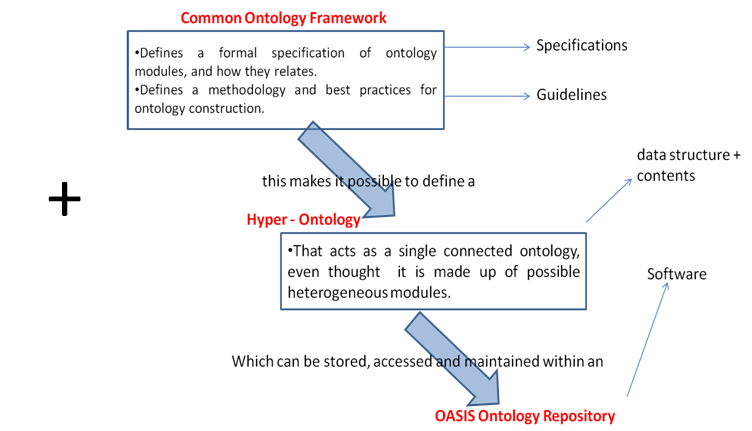 Common Ontology Framework
•Defines a formal specification of ontology
modules, and how they relates.
•Defines a methodology and best practices for
ontology construction.
Specifications
Guidelines
this makes it possible to define a
data structure +
contents
Hyper - Ontology
•That acts as a single connected ontology,
even thought it is made up of possible
heterogeneous modules.
Software
Which can be stored, accessed and maintained within an
OASIS Ontology Repository
+